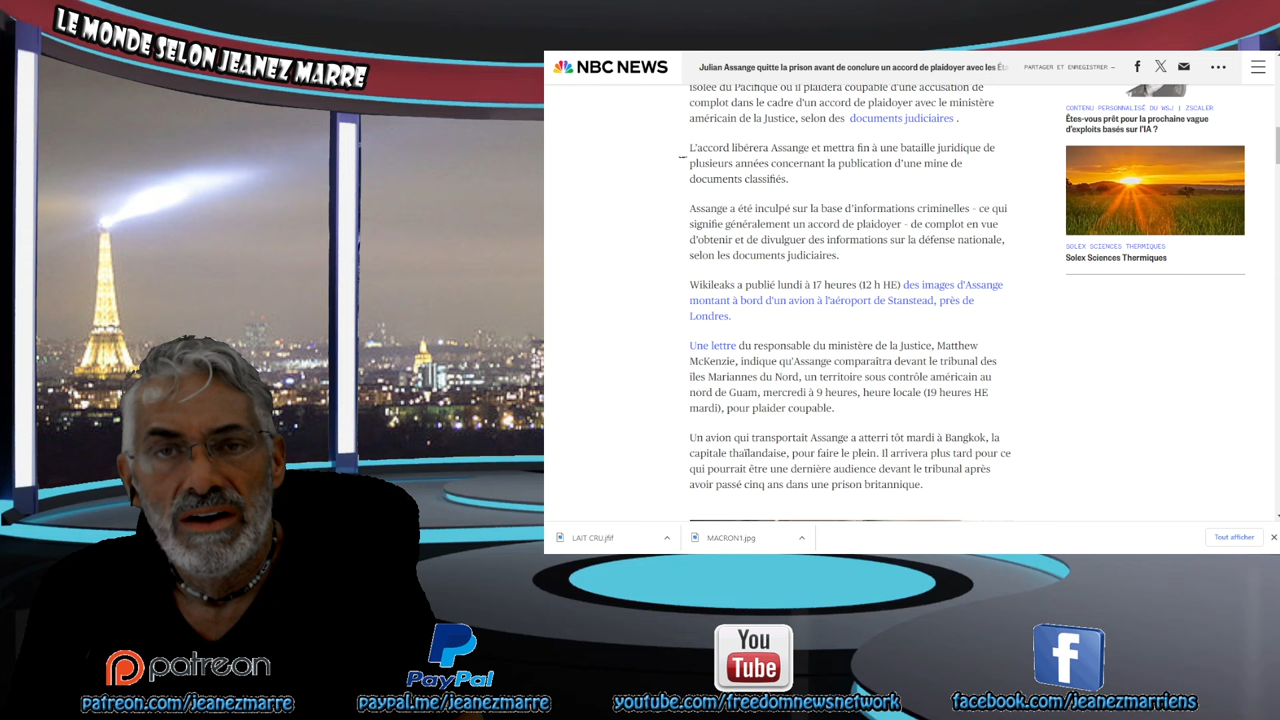 LE MONDE SELON JEANEZ MARRE
NBC NEWS
Julian Assange quitte la prison avant de conclure un accord de plaidoyer avec les
PARTAGER ET ENREGISTRER —
isolée du Pacifique où il plaidera coupable d'une accusation de
complot dans le cadre d'un accord de plaidoyer avec le ministère
américain de la Justice, selon des documents judiciaires .
L'accord libérera Assange et mettra fin à une bataille juridique de
plusieurs années concernant la publication d'une mine de
documents classifiés.
Assange a été inculpé sur la base d'informations criminelles - ce qui
signifie généralement un accord de plaidoyer - de complot en vue
d'obtenir et de divulguer des informations sur la défense nationale,
selon les documents judiciaires.
Wikileaks a publié lundi à 17 heures (12 h HE) des images d'Assange
montant à bord d'un avion à l'aéroport de Stanstead, près de
Londres.
Une lettre du responsable du ministère de la Justice, Matthew
McKenzie, indique qu'Assange comparaîtra devant le tribunal des
îles Mariannes du Nord, un territoire sous contrôle américain au
nord de Guam, mercredi à 9 heures, heure locale (19 heures HE
mardi), pour plaider coupable.
Un avion qui transportait Assange a atterri tôt mardi à Bangkok, la
capitale thaïlandaise, pour faire le plein. Il arrivera plus tard pour ce
qui pourrait être une dernière audience devant le tribunal après
avoir passé cinq ans dans une prison britannique.
CONTENU PERSONNALISÉ DU WSJ | ZSCALER
Êtes-vous prêt pour la prochaine vague
d'exploits basés sur l'IA ?
SOLEX SCIENCES THERMIQUES
Solex Sciences Thermiques
LAIT CRU.jfif
MACRON1.jpg
Tout afficher
patreon
PayPal
You
Tube
patreon.com/jeanezmarre
paypal.me/jeanezmarre
youtube.com/freedomnewsnetwork
facebook.com/jeanezmarriens